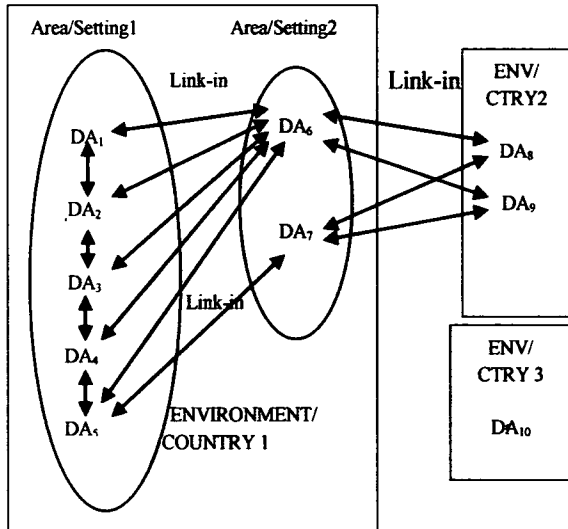 Area/Setting1
Area/Setting2
Link-in
Link-in
ENV/
CTRY2
DA₁
DA₆
DA₈
DA₂
DA₉
DA₇
DA₃
Link-in
DA₄
ENV/
CTRY 3
DA₅
ENVIRONMENT/
COUNTRY 1
DA₁₀